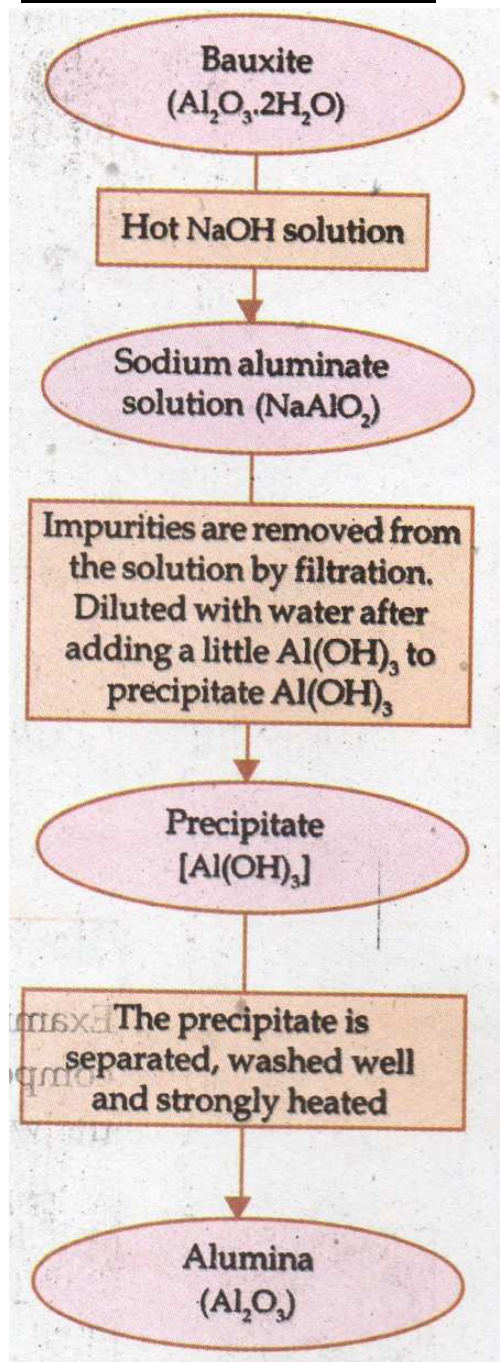 Bauxite
(Al₂O₃.2H₂O)
Hot NaOH solution
Sodium aluminate
solution (NaAlO₂)
Impurities are removed from
the solution by filtration.
Diluted with water after
adding a little Al(OH)₃ to
precipitate Al(OH)₃
Precipitate
[Al(OH)₃]
The precipitate is
separated, washed well
and strongly heated
Alumina
(Al₂O₃)